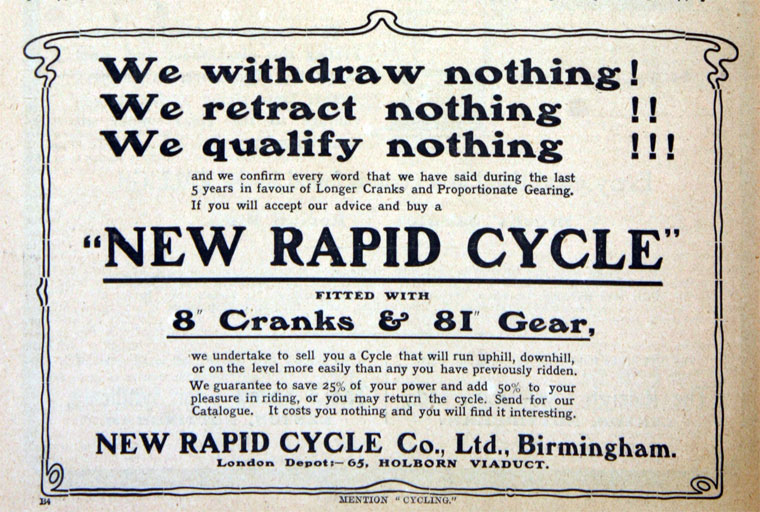 We withdraw nothing!
We retract nothing !!
We qualify nothing !!!
and we confirm every word that we have said during the last
5 years in favour of Longer Cranks and Proportionate Gearing.
If you will accept our advice and buy a
"NEW RAPID CYCLE"
FITTED WITH
8" Cranks & 81" Gear,
we undertake to sell you a Cycle that will run uphill, downhill,
or on the level more easily than any you have previously ridden.
We guarantee to save 25% of your power and add 50% to your
pleasure in riding, or you may return the cycle. Send for our
Catalogue. It costs you nothing and you will find it interesting.
NEW RAPID CYCLE Co., Ltd., Birmingham.
London Depot:—65, HOLBORN VIADUCT.
B4 MENTION "CYCLING."